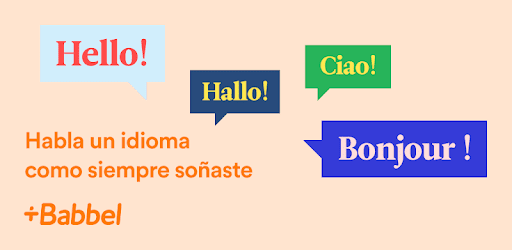 Hello!
Hallo!
Ciao!
Bonjour !
Habla un idioma
como siempre soñaste
+Babbel